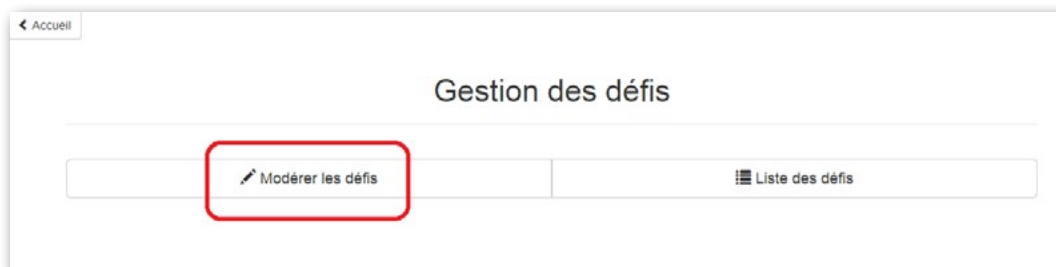 Accueil
Gestion des défis
Modérer les défis
Liste des défis